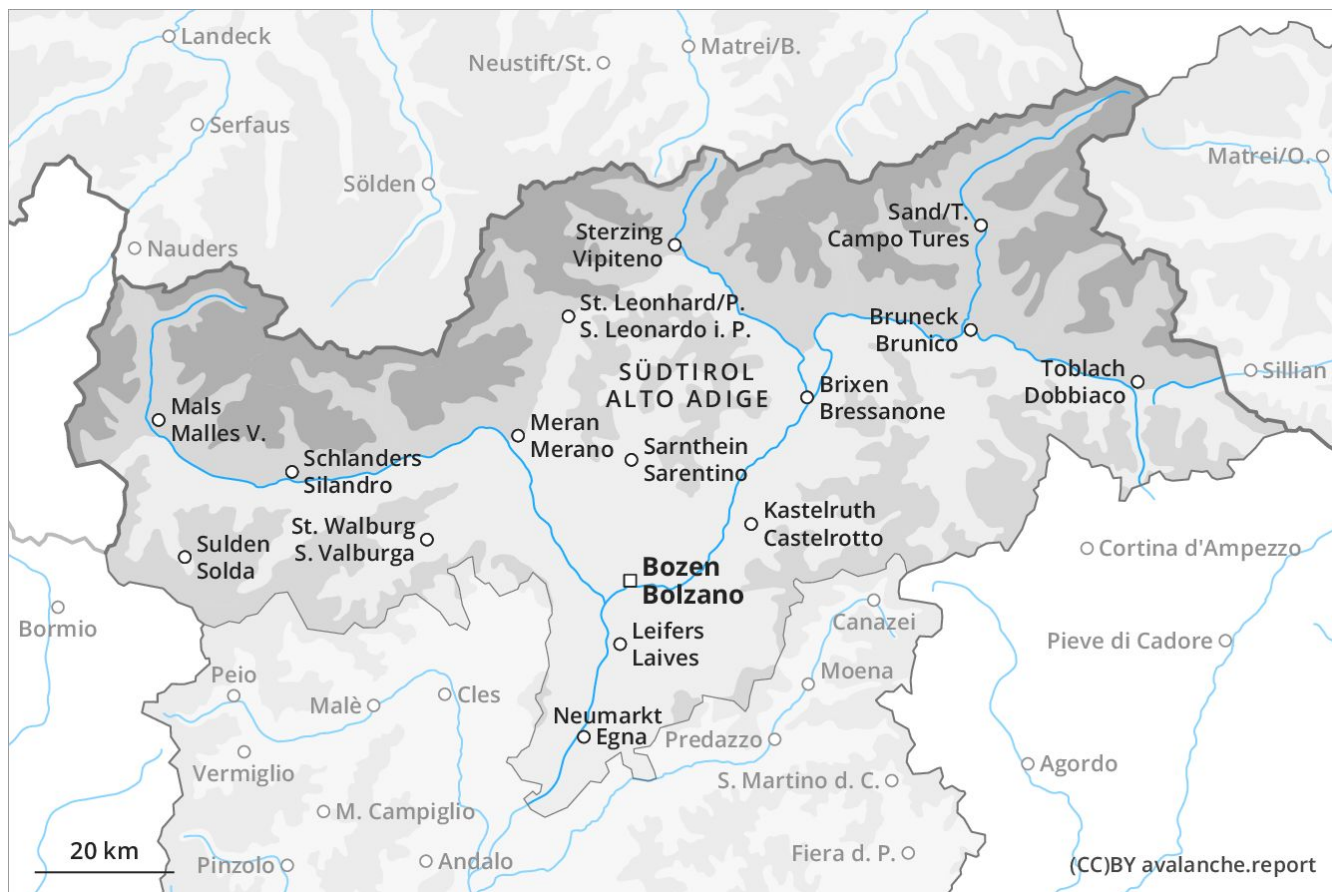 Landeck
Matrei/B.
Neustift/St.
Serfaus
Matrei/O.
Sölden
Sand/T.
Campo Tures
Sterzing
Vipiteno
Nauders
St. Leonhard/P.
S. Leonardo i. P.
Bruneck
Brunico
SÜDTIROL
ALTO ADIGE
Toblach
Dobbiaco
Sillian
Brixen
Bressanone
Mals
Malles V.
Meran
Merano
Sarnthein
Sarentino
Schlanders
Silandro
St. Walburg
S. Valburga
Kastelruth
Castelrotto
Sulden
Solda
Cortina d'Ampezzo
Bozen
Bolzano
Bormio
Canazei
Leifers
Laives
Pieve di Cadore
Peio
Moena
Malè
Cles
Neumarkt
Egna
Predazzo
Vermiglio
Agordo
S. Martino d. C.
M. Campiglio
20 km
Pinzolo
Andalo
Fiera d. P.
(CC)BY avalanche.report